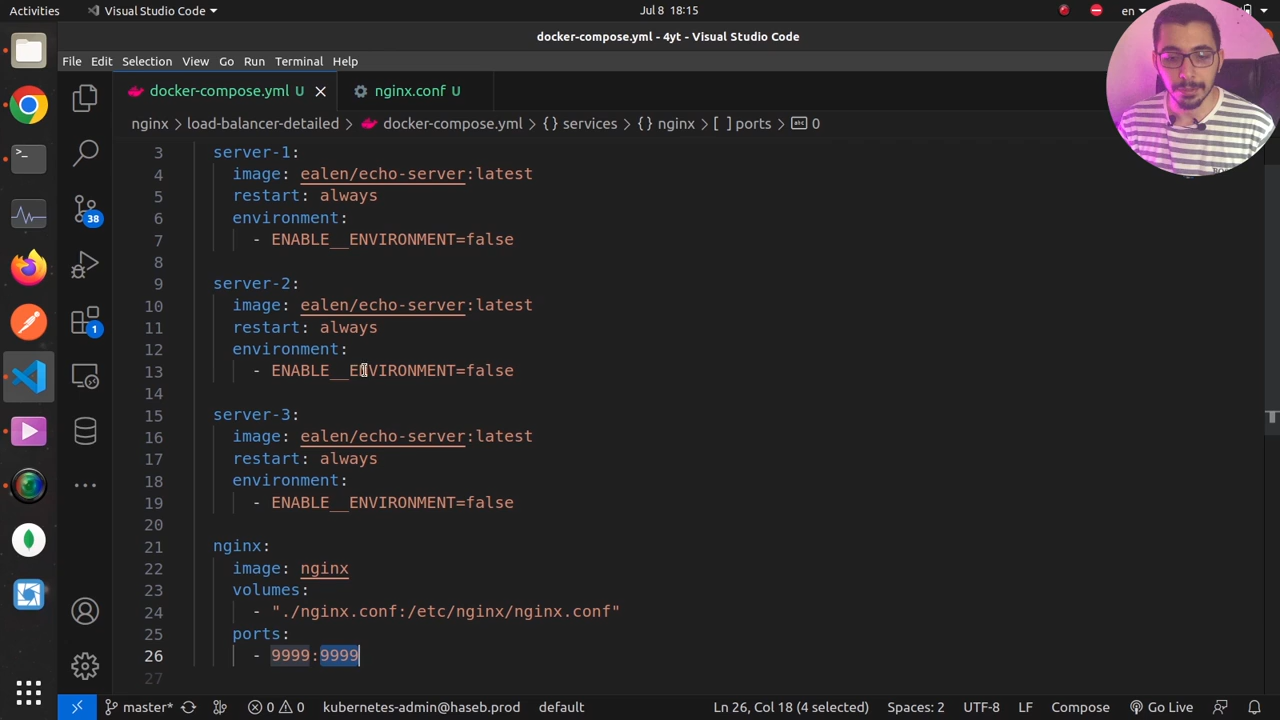 Activities
Visual Studio Code
Jul 8 18:15
en
docker-compose.yml - 4yt - Visual Studio Code
File Edit Selection View Go Run Terminal Help
docker-compose.yml U
nginx.conf U
nginx > load-balancer-detailed > docker-compose.yml > {} services > {} nginx > [ ] ports > abc 0
3 server-1:
4 image: ealen/echo-server:latest
5 restart: always
6 environment:
7 - ENABLE__ENVIRONMENT=false
8
9 server-2:
10 image: ealen/echo-server:latest
11 restart: always
12 environment:
13 - ENABLE__ENVIRONMENT=false
14
15 server-3:
16 image: ealen/echo-server:latest
17 restart: always
18 environment:
19 - ENABLE__ENVIRONMENT=false
20
21 nginx:
22 image: nginx
23 volumes:
24 - "./nginx.conf:/etc/nginx/nginx.conf"
25 ports:
26 - 9999:9999
27
38
1
master* 0 0 kubernetes-admin@haseb.prod default Ln 26, Col 18 (4 selected) Spaces: 2 UTF-8 LF Compose Go Live